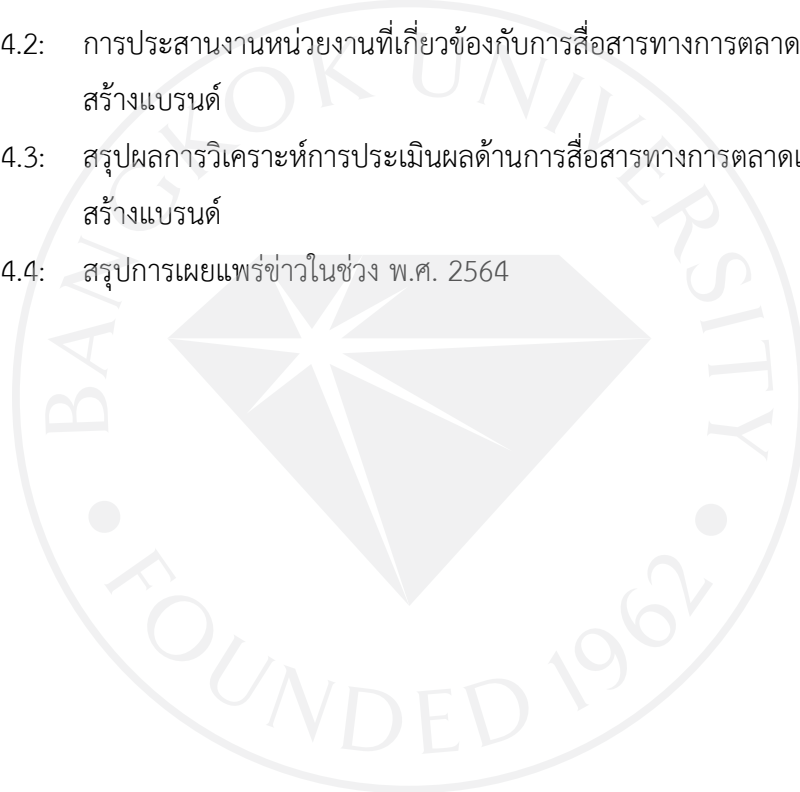 4.2: การประสานงานหน่วยงานที่เกี่ยวข้องกับการสื่อสารทางการตลาด
สร้างแบรนด์
4.3: สรุปผลการวิเคราะห์การประเมินผลด้านการสื่อสารทางการตลาดเ
สร้างแบรนด์
4.4: สรุปการเผยแพร่ข่าวในช่วง พ.ศ. 2564
BANGKOK UNIVERSITY
FOUNDED 1962